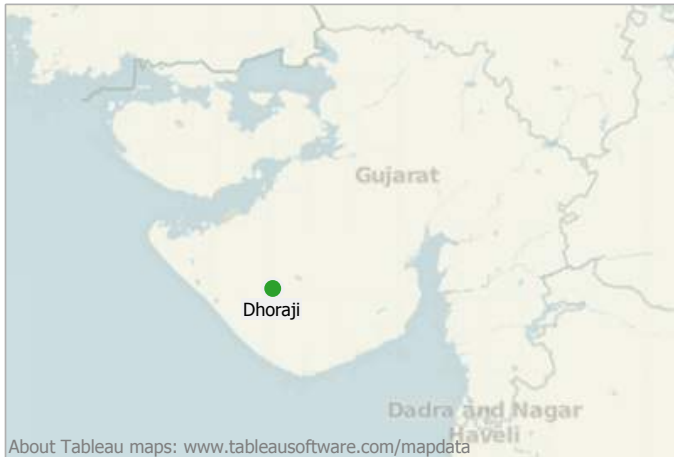 Gujarat
Dhoraji
Dadra and Nagar
Haveli
About Tableau maps: www.tableausoftware.com/mapdata